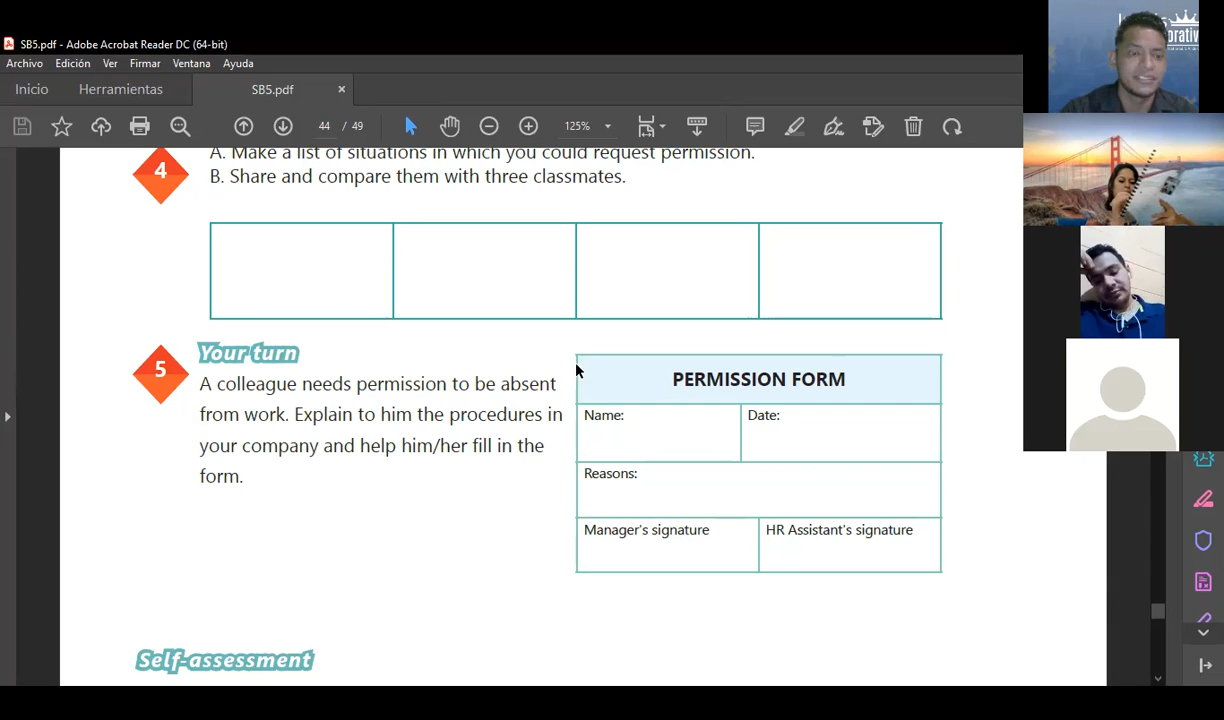 SB5.pdf - Adobe Acrobat Reader DC (64-bit)
Archivo Edición Ver Firmar Ventana Ayuda
Inicio Herramientas SB5.pdf ×
44 / 49 125%
4
A. Make a list of situations in which you could request permission.
B. Share and compare them with three classmates.
5
Your turn
A colleague needs permission to be absent
from work. Explain to him the procedures in
your company and help him/her fill in the
form.
PERMISSION FORM
Name: Date:
Reasons:
Manager's signature HR Assistant's signature
Self-assessment